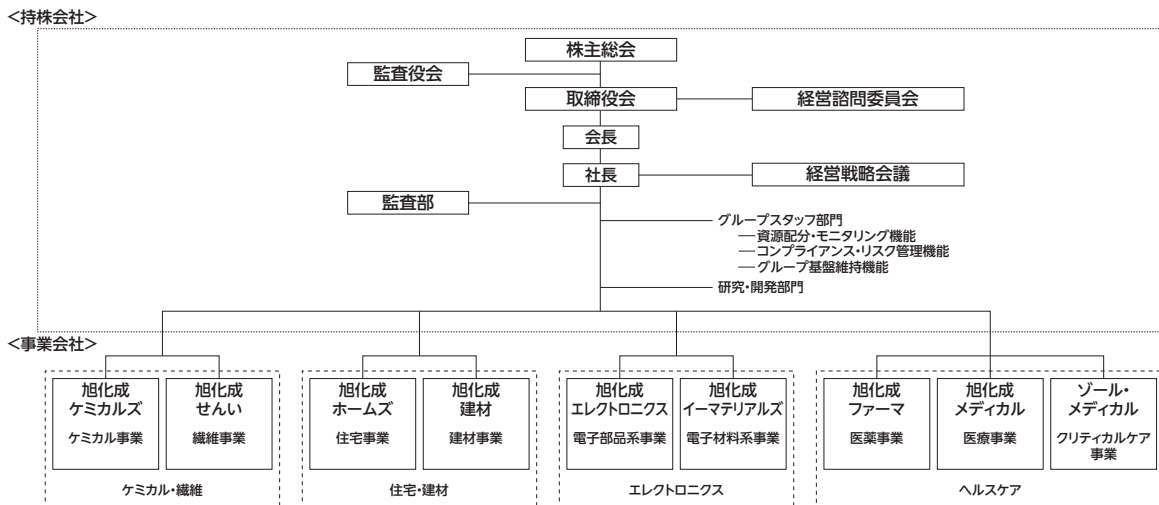 <持株会社>
株主総会
監査役会
取締役会
経営諮問委員会
会長
社長
経営戦略会議
監査部
グループスタッフ部門
資源配分・モニタリング機能
コンプライアンス・リスク管理機能
グループ基盤維持機能
研究・開発部門
<事業会社>
旭化成
ケミカルズ
ケミカル事業
旭化成
せんい
繊維事業
ケミカル・繊維
旭化成
ホームズ
住宅事業
旭化成
建材
建材事業
住宅・建材
旭化成
エレクトロニクス
電子部品系事業
旭化成
イーマテリアルズ
電子材料系事業
エレクトロニクス
旭化成
ファーマ
医薬事業
旭化成
メディカル
医療事業
ゾール・
メディカル
クリティカルケア
事業
ヘルスケア